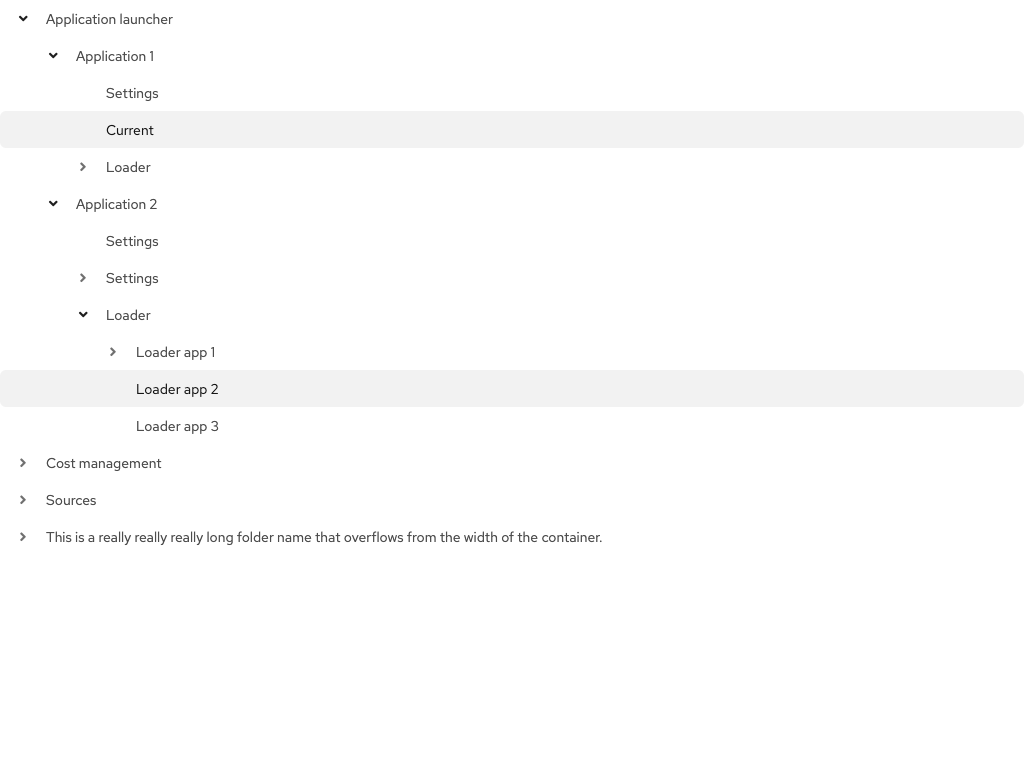 Application launcher
Application 1
Settings
Current
Loader
Application 2
Settings
Settings
Loader
Loader app 1
Loader app 2
Loader app 3
Cost management
Sources
This is a really really really long folder name that overflows from the width of the container.